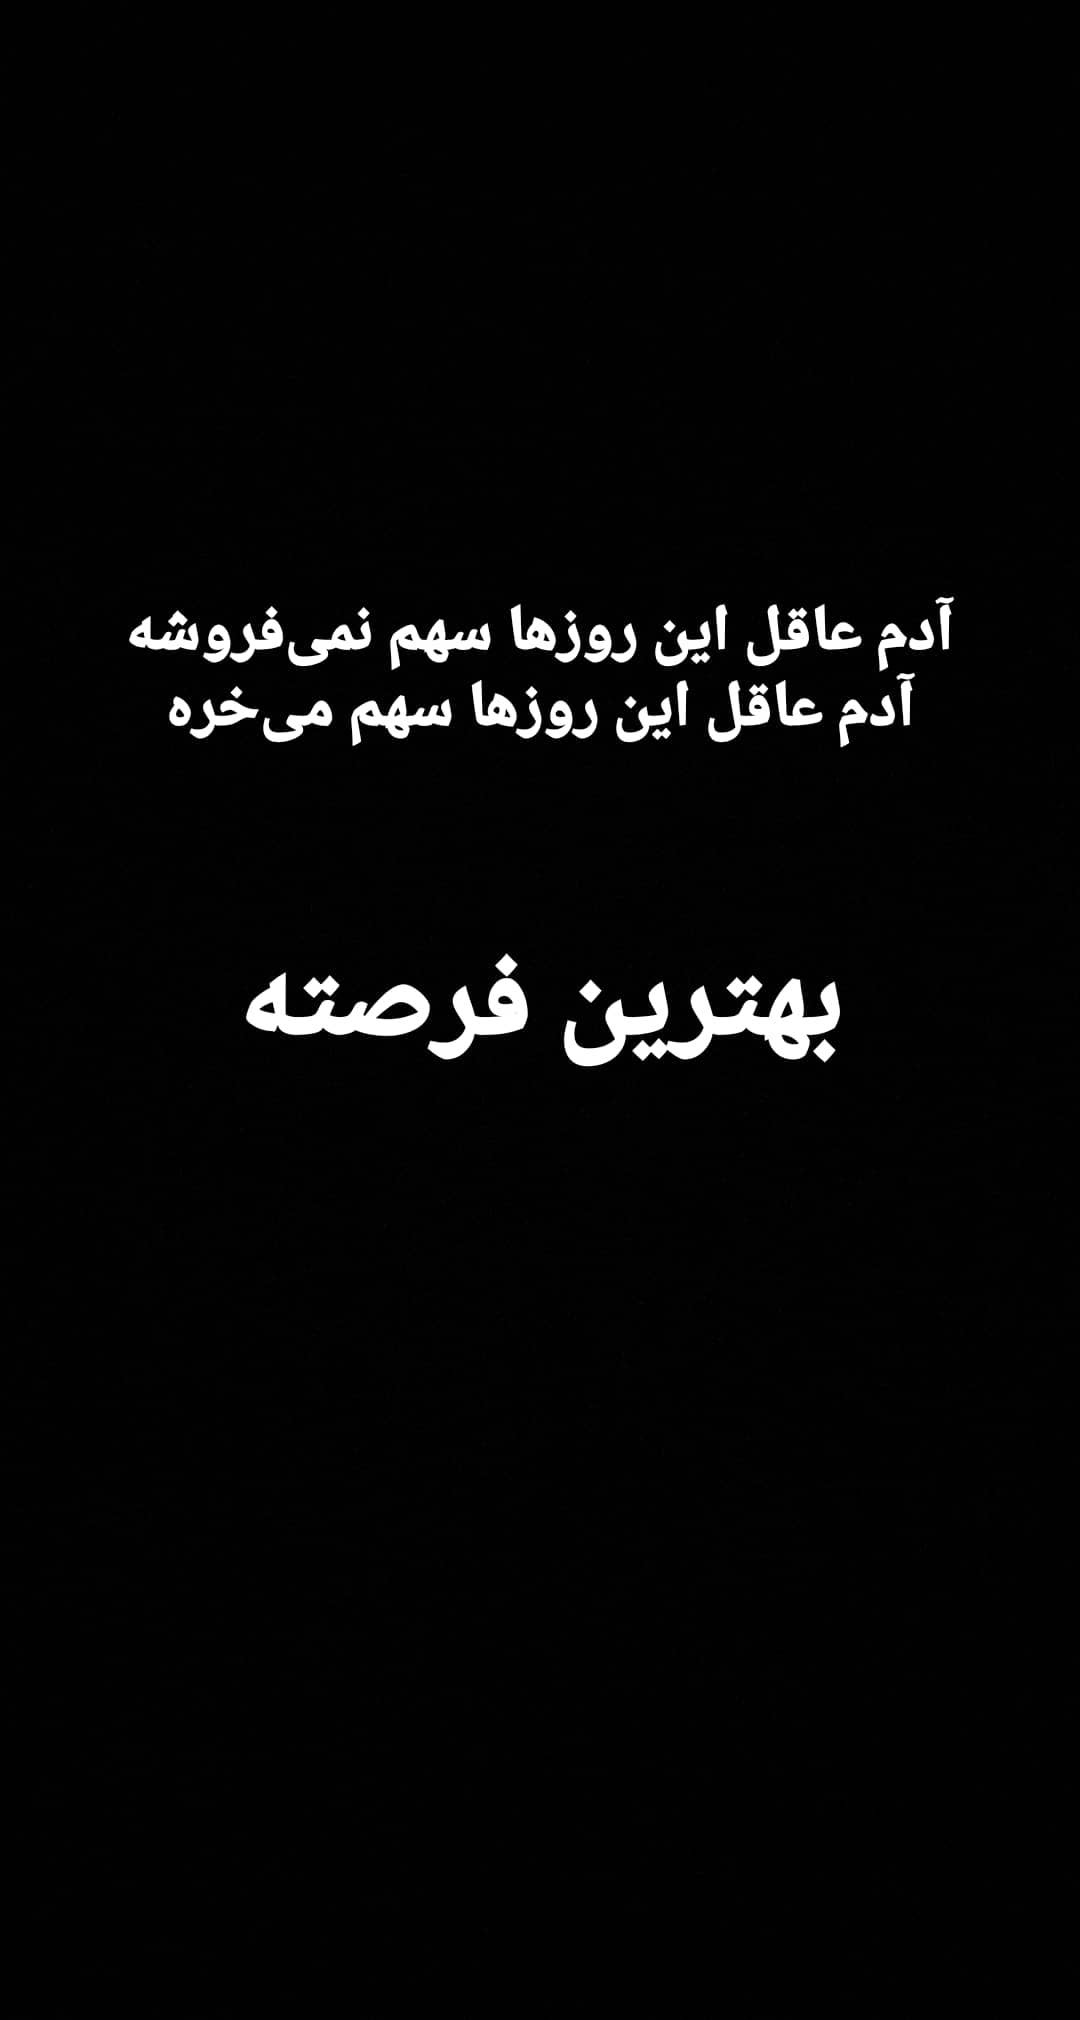 آدم عاقل این روزها سهم نمی‌فروشه
آدم عاقل این روزها سهم می‌خره
بهترین فرصته